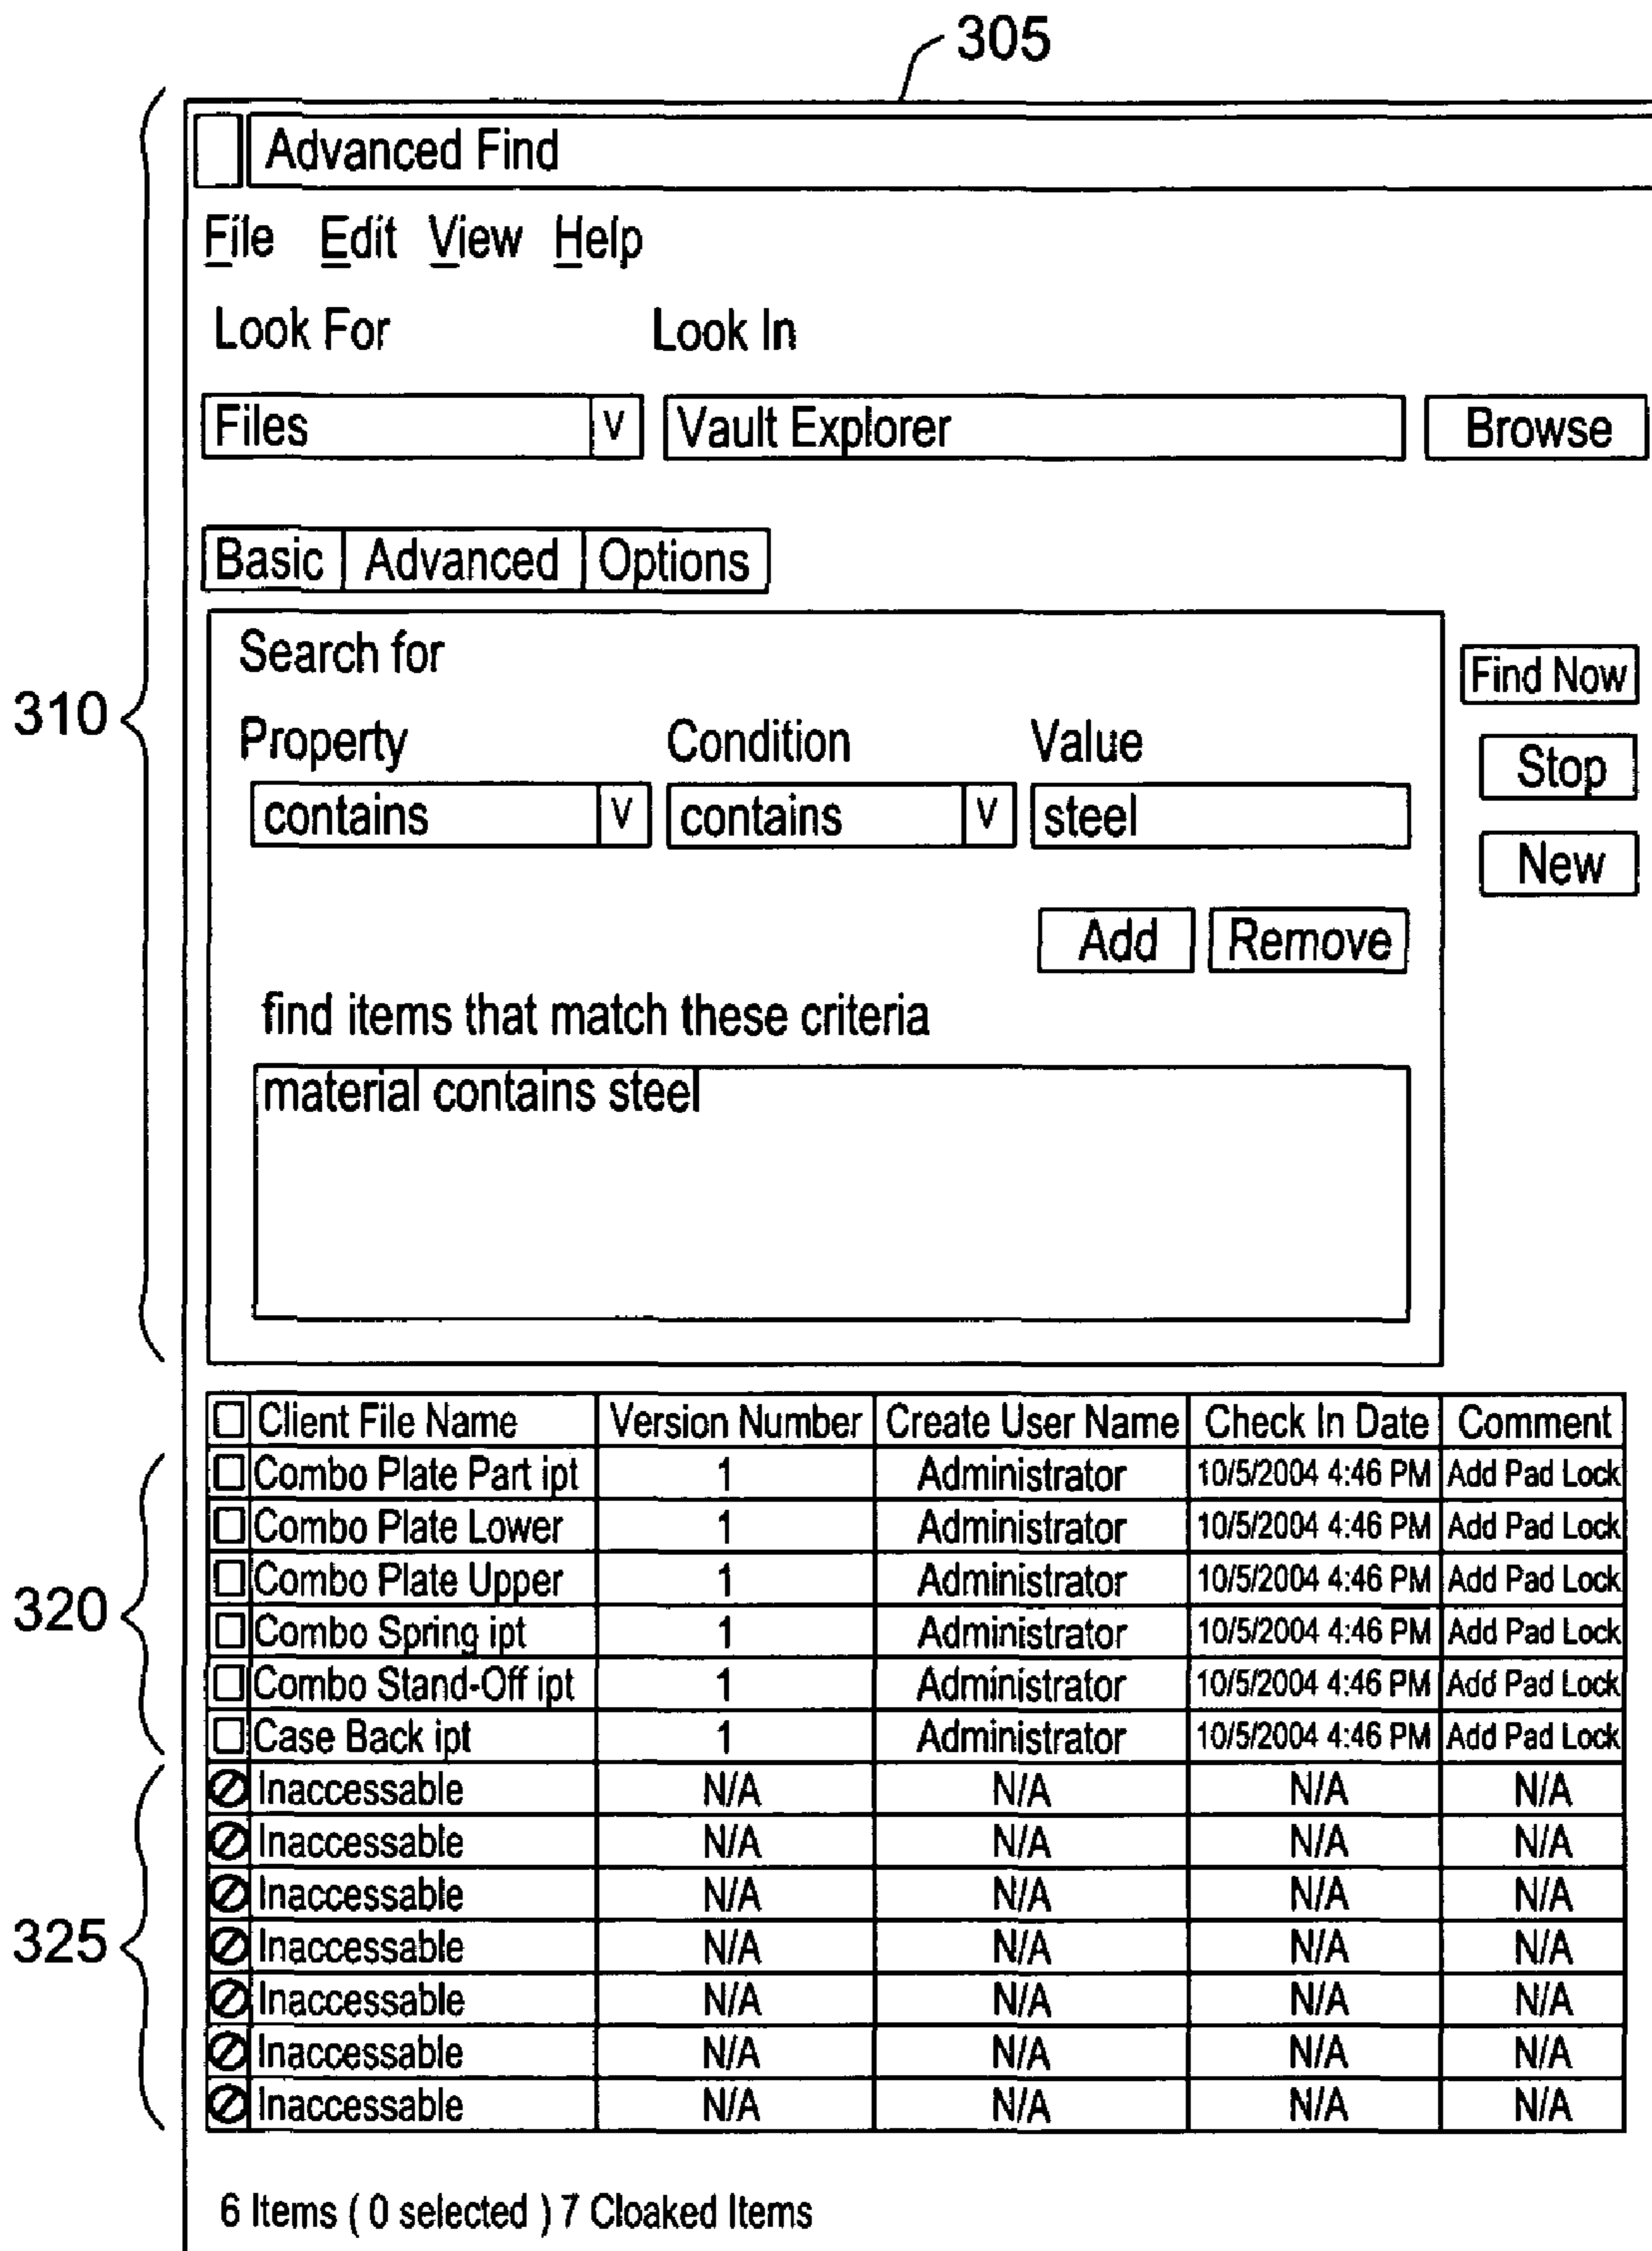 305
Advanced Find
File Edit View Help
Look For Look In
Files V Vault Explorer Browse
Basic Advanced Options
Search for
Find Now
310
Property Condition Value
Stop
contains V contains V steel
New
Add Remove
find items that match these criteria
material contains steel
Client File Name Version Number Create User Name Check In Date Comment
Combo Plate Part ipt 1 Administrator 10/5/2004 4:46 PM Add Pad Lock
Combo Plate Lower 1 Administrator 10/5/2004 4:46 PM Add Pad Lock
Combo Plate Upper 1 Administrator 10/5/2004 4:46 PM Add Pad Lock
320
Combo Spring ipt 1 Administrator 10/5/2004 4:46 PM Add Pad Lock
Combo Stand-Off ipt 1 Administrator 10/5/2004 4:46 PM Add Pad Lock
Case Back ipt 1 Administrator 10/5/2004 4:46 PM Add Pad Lock
Inaccessable N/A N/A N/A N/A
Inaccessable N/A N/A N/A N/A
Inaccessable N/A N/A N/A N/A
325
Inaccessable N/A N/A N/A N/A
Inaccessable N/A N/A N/A N/A
Inaccessable N/A N/A N/A N/A
Inaccessable N/A N/A N/A N/A
6 Items ( 0 selected ) 7 Cloaked Items